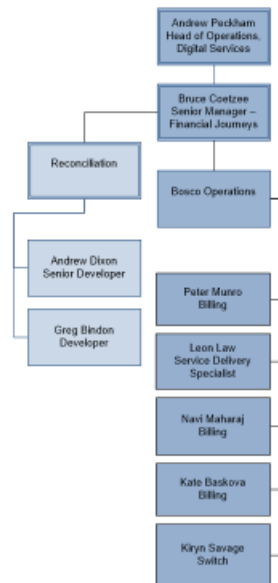 Andrew Peckham
Head of Operations,
Digital Services
Bruce Coetzee
Senior Manager –
Financial Journeys
Reconciliation
Bosco Operations
Andrew Dixon
Senior Developer
Greg Bindon
Developer
Peter Munro
Billing
Leon Law
Service Delivery
Specialist
Navi Maharaj
Billing
Kate Baskova
Billing
Kiryn Savage
Switch